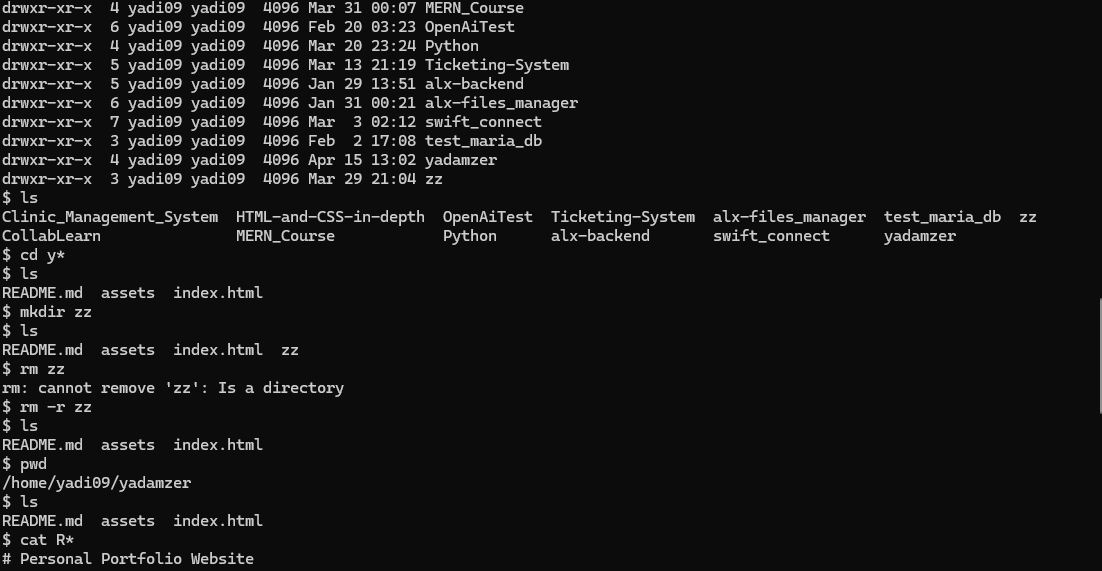 drwxr-xr-x  4 yadi09 yadi09  4096 Mar 31 00:07 MERN_Course
drwxr-xr-x  6 yadi09 yadi09  4096 Feb 20 03:23 OpenAiTest
drwxr-xr-x  4 yadi09 yadi09  4096 Mar 20 23:24 Python
drwxr-xr-x  5 yadi09 yadi09  4096 Mar 13 21:19 Ticketing-System
drwxr-xr-x  5 yadi09 yadi09  4096 Jan 29 13:51 alx-backend
drwxr-xr-x  6 yadi09 yadi09  4096 Jan 31 00:21 alx-files_manager
drwxr-xr-x  7 yadi09 yadi09  4096 Mar  3 02:12 swift_connect
drwxr-xr-x  3 yadi09 yadi09  4096 Feb  2 17:08 test_maria_db
drwxr-xr-x  4 yadi09 yadi09  4096 Apr 15 13:02 yadamzer
drwxr-xr-x  3 yadi09 yadi09  4096 Mar 29 21:04 zz
$ ls
Clinic_Management_System  HTML-and-CSS-in-depth  OpenAiTest  Ticketing-System  alx-files_manager  test_maria_db  zz
CollabLearn               MERN_Course            Python      alx-backend       swift_connect      yadamzer
$ cd y*
$ ls
README.md  assets  index.html
$ mkdir zz
$ ls
README.md  assets  index.html  zz
$ rm zz
rm: cannot remove 'zz': Is a directory
$ rm -r zz
$ ls
README.md  assets  index.html
$ pwd
/home/yadi09/yadamzer
$ ls
README.md  assets  index.html
$ cat R*
# Personal Portfolio Website